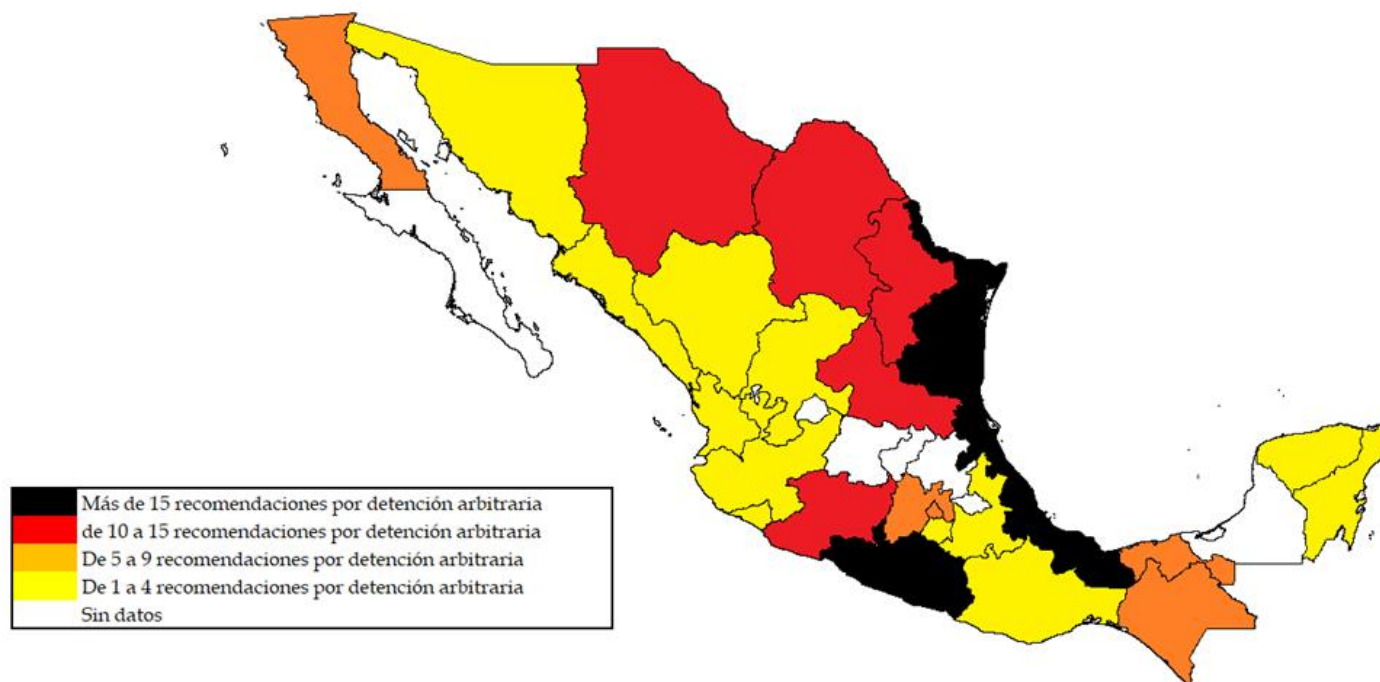 Más de 15 recomendaciones por detención arbitraria
de 10 a 15 recomendaciones por detención arbitraria
De 5 a 9 recomendaciones por detención arbitraria
De 1 a 4 recomendaciones por detención arbitraria
Sin datos